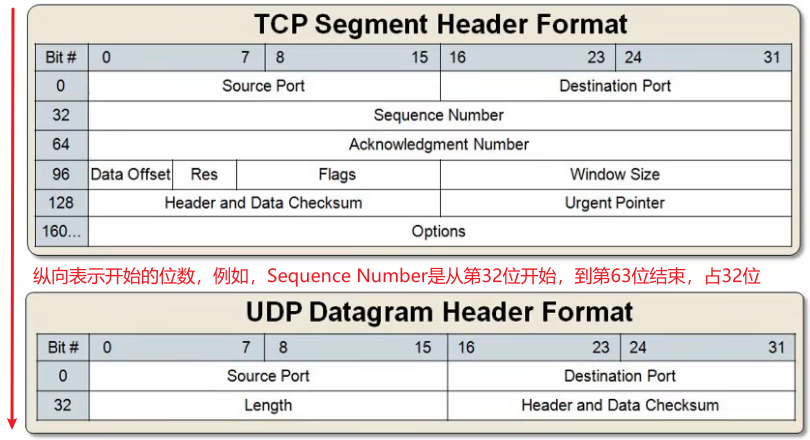 TCP Segment Header Format
Bit # 0 7 8 15 16 23 24 31
0 Source Port Destination Port
32 Sequence Number
64 Acknowledgment Number
96 Data Offset Res Flags Window Size
128 Header and Data Checksum Urgent Pointer
160... Options
纵向表示开始的位数，例如，Sequence Number是从第32位开始，到第63位结束，占32位
UDP Datagram Header Format
Bit # 0 7 8 15 16 23 24 31
0 Source Port Destination Port
32 Length Header and Data Checksum